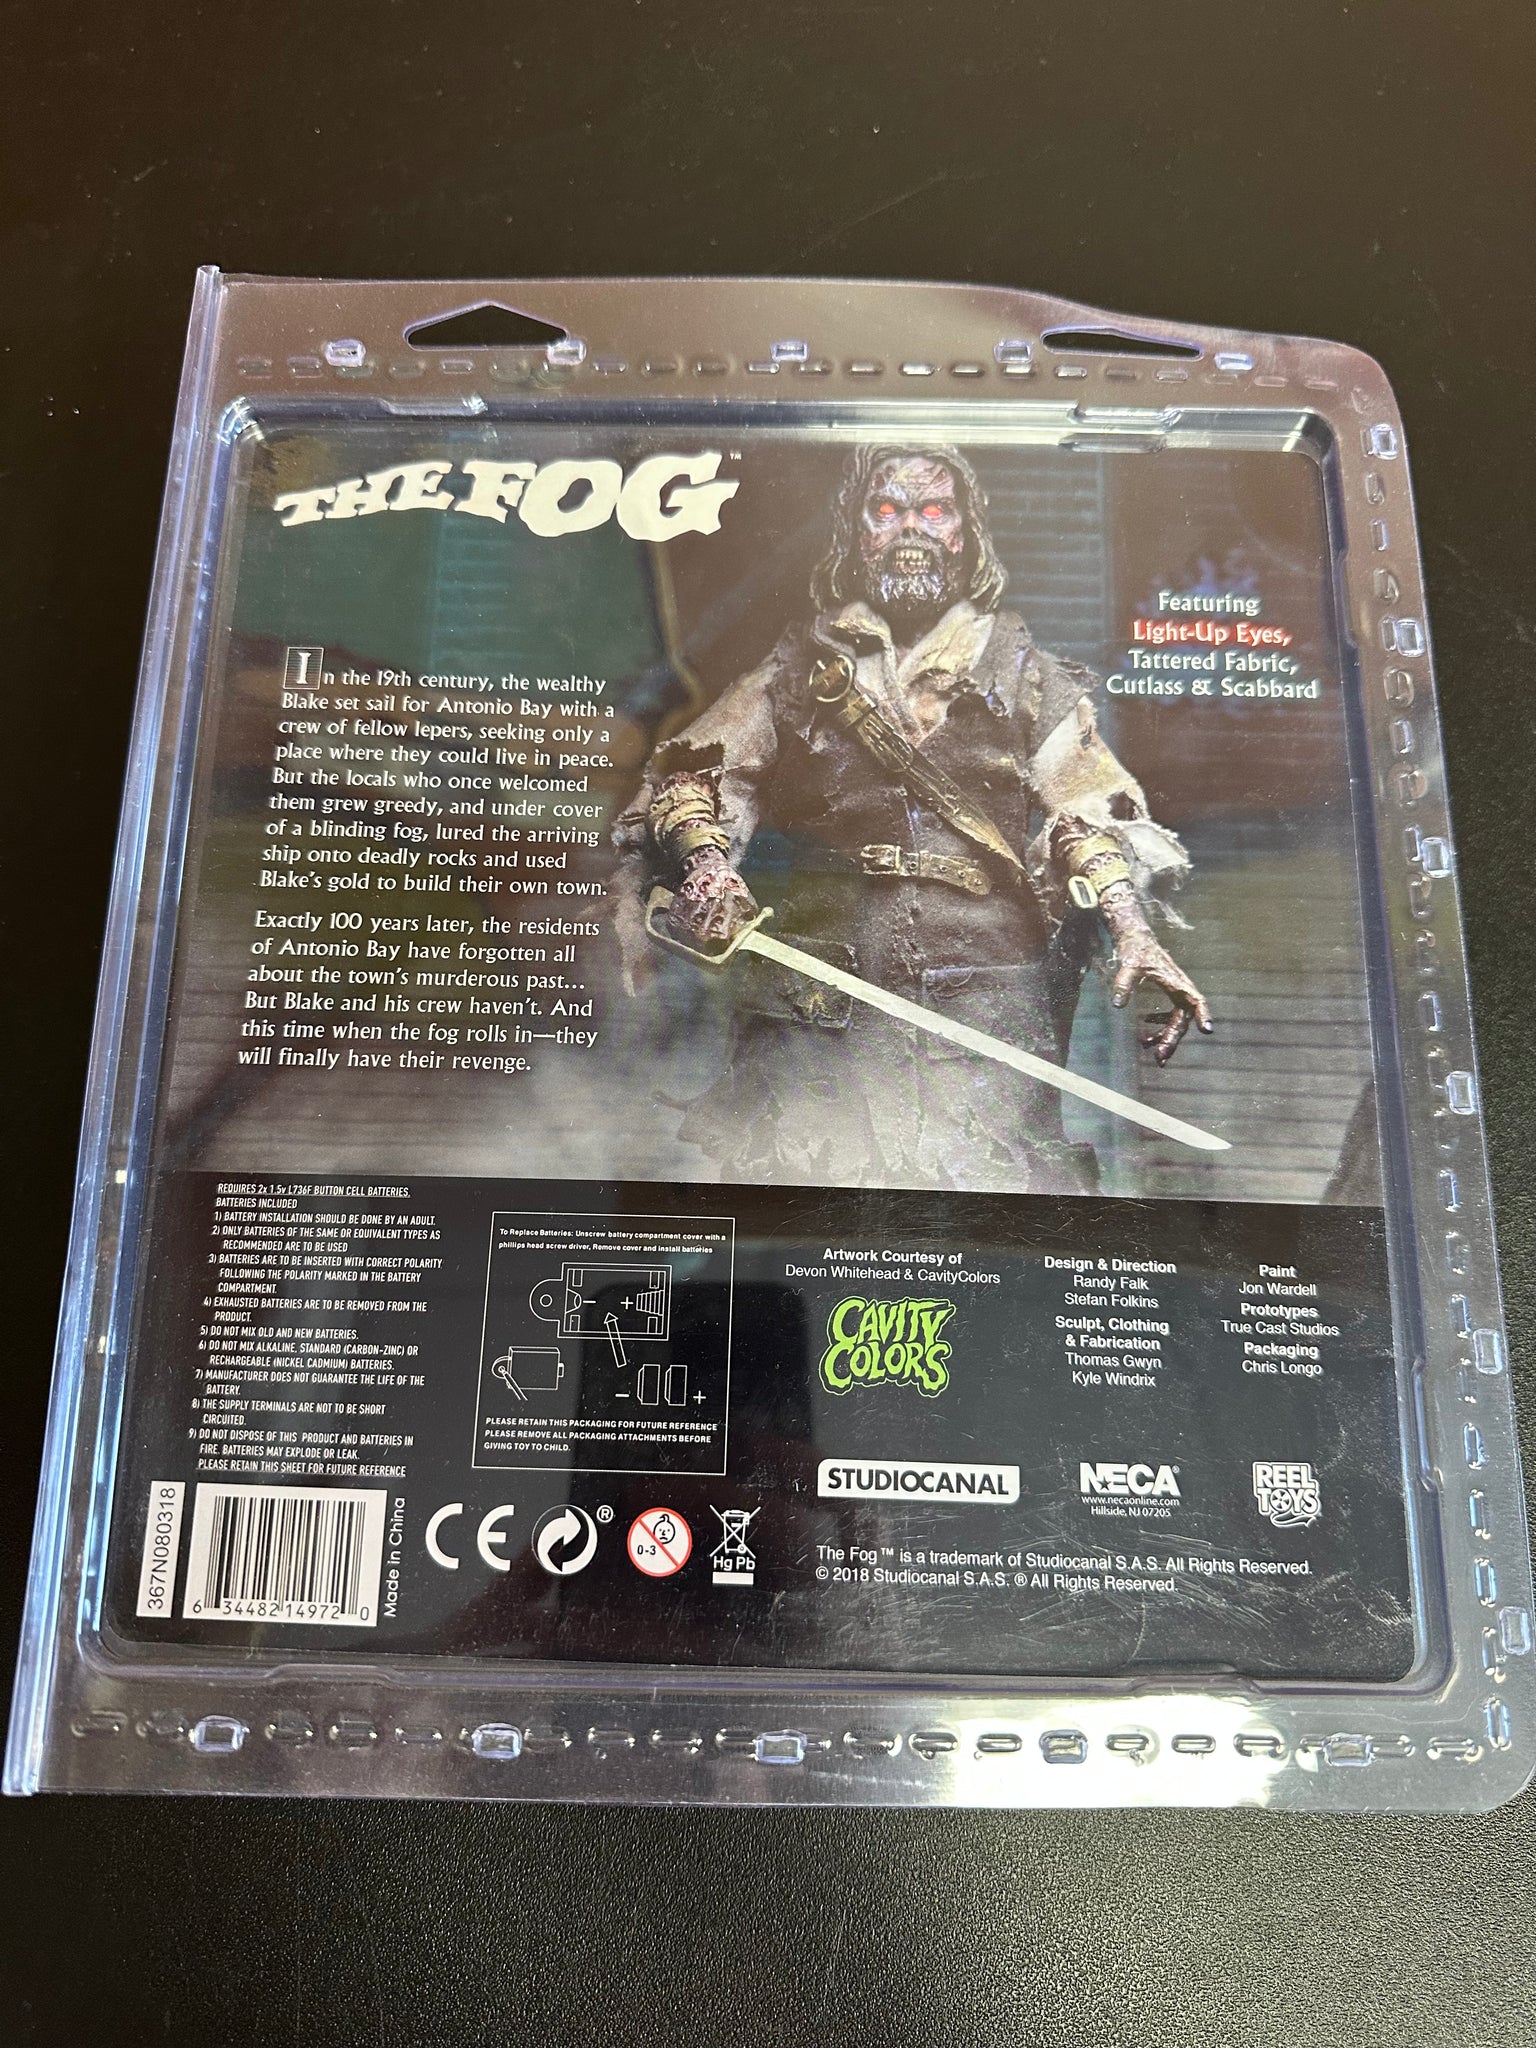 THE FOG™
Featuring
Light-Up Eyes,
Tattered Fabric,
Cutlass & Scabbard
In the 19th century, the wealthy
Blake set sail for Antonio Bay with a
crew of fellow lepers, seeking only a
place where they could live in peace.
But the locals who once welcomed
them grew greedy, and under cover
of a blinding fog, lured the arriving
ship onto deadly rocks and used
Blake's gold to build their own town.
Exactly 100 years later, the residents
of Antonio Bay have forgotten all
about the town's murderous past...
But Blake and his crew haven't. And
this time when the fog rolls in—they
will finally have their revenge.
REQUIRES 2x 1.5v L736F BUTTON CELL BATTERIES.
BATTERIES INCLUDED
1) BATTERY INSTALLATION SHOULD BE DONE BY AN ADULT.
2) ONLY BATTERIES OF THE SAME OR EQUIVALENT TYPES AS
RECOMMENDED ARE TO BE USED
3) BATTERIES ARE TO BE INSERTED WITH CORRECT POLARITY
FOLLOWING THE POLARITY MARKED IN THE BATTERY
COMPARTMENT.
4) EXHAUSTED BATTERIES ARE TO BE REMOVED FROM THE
PRODUCT.
5) DO NOT MIX OLD AND NEW BATTERIES.
6) DO NOT MIX ALKALINE, STANDARD (CARBON-ZINC) OR
RECHARGEABLE (NICKEL CADMIUM) BATTERIES.
7) MANUFACTURER DOES NOT GUARANTEE THE LIFE OF THE
BATTERY.
8) THE SUPPLY TERMINALS ARE NOT TO BE SHORT
CIRCUITED.
9) DO NOT DISPOSE OF THIS PRODUCT AND BATTERIES IN
FIRE. BATTERIES MAY EXPLODE OR LEAK.
PLEASE RETAIN THIS SHEET FOR FUTURE REFERENCE
To Replace Batteries: Unscrew battery compartment cover with a
phillips head screw driver, Remove cover and install batteries
- +
- +
PLEASE RETAIN THIS PACKAGING FOR FUTURE REFERENCE
PLEASE REMOVE ALL PACKAGING ATTACHMENTS BEFORE
GIVING TOY TO CHILD.
Artwork Courtesy of
Devon Whitehead & CavityColors
CAVITY
COLORS
Design & Direction
Randy Falk
Stefan Folkins
Sculpt, Clothing
& Fabrication
Thomas Gwyn
Kyle Windrix
Paint
Jon Wardell
Prototypes
True Cast Studios
Packaging
Chris Longo
STUDIOCANAL
NECA®
www.necaonline.com
Hillside, NJ 07205
REEL
TOYS
367N080318
6 34482 14972 0
Made in China
CE
®
0-3
Hg Pb
The Fog™ is a trademark of Studiocanal S.A.S. All Rights Reserved.
© 2018 Studiocanal S.A.S. ® All Rights Reserved.